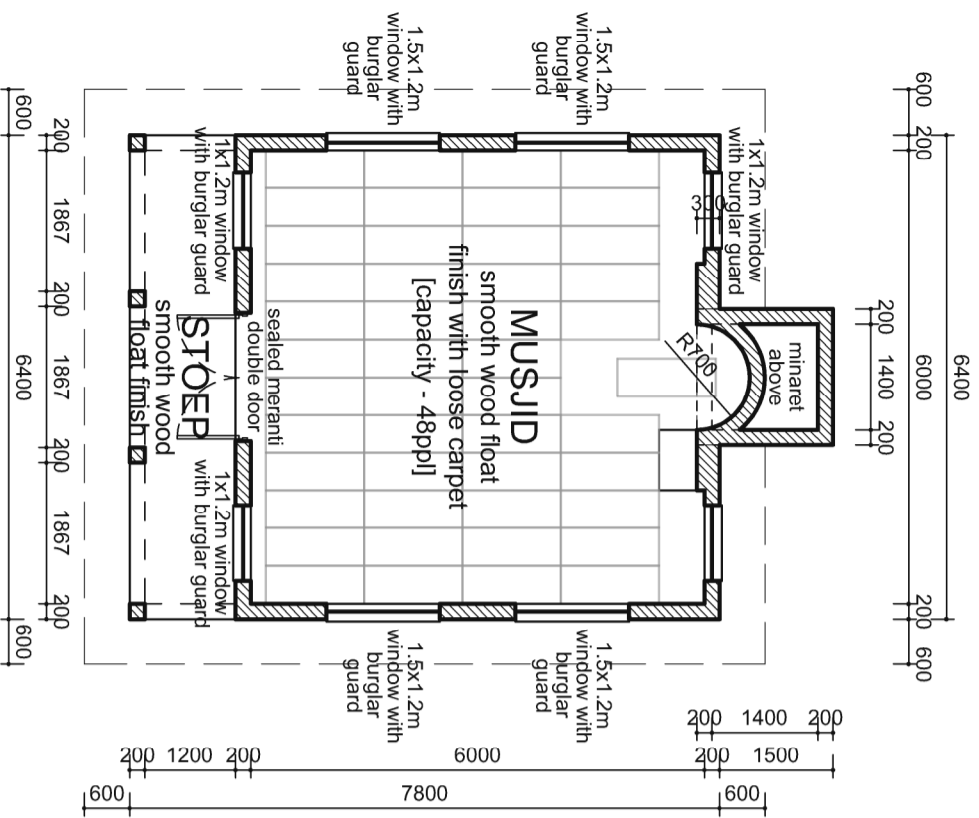 1.5x1.2m
window with
burglar
guard
1.5x1.2m
window with
burglar
guard
600
200
1867
200
1867
200
1867
200
600
6400
1x1.2m window
with burglar guard
1x1.2m window
with burglar guard
300
600
200
6400
6000
200
1400
200
200
600
minaret
above
R700
MUSJID
smooth wood float
finish with loose carpet
[capacity - 48ppl]
sealed meranti
double door
STOEP
smooth wood
float finish
1x1.2m window
with burglar guard
1.5x1.2m
window with
burglar
guard
1.5x1.2m
window with
burglar
guard
200 1400 200
200 1200 200 6000 200 1500
600 7800 600